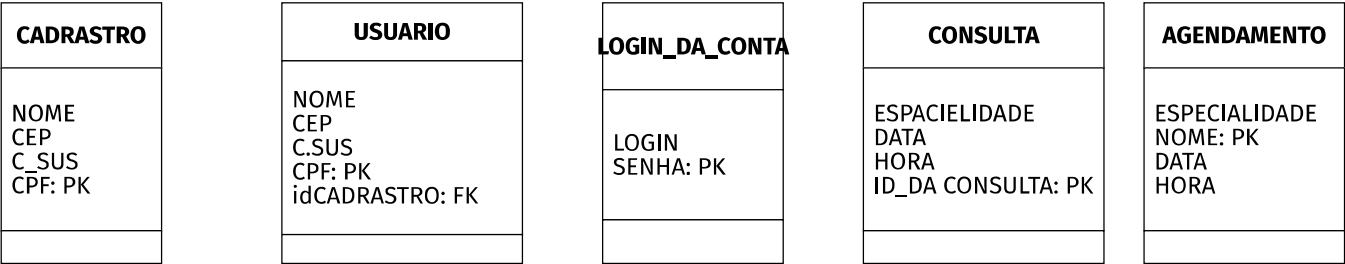 CADRASTRO
NOME
CEP
C_SUS
CPF: PK
USUARIO
NOME
CEP
C.SUS
CPF: PK
idCADRASTRO: FK
LOGIN_DA_CONTA
LOGIN
SENHA: PK
CONSULTA
ESPACIELIDADE
DATA
HORA
ID_DA CONSULTA: PK
AGENDAMENTO
ESPECIALIDADE
NOME: PK
DATA
HORA